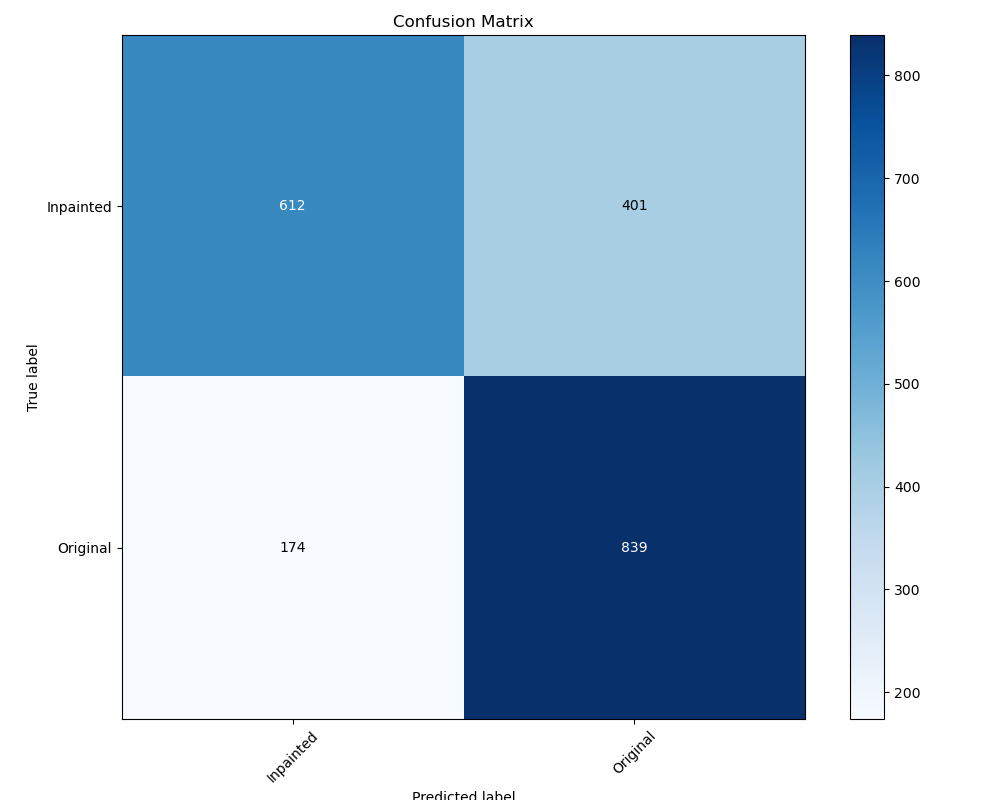 Confusion Matrix
True label
Inpainted
612
401
Original
174
839
Inpainted
Original
Predicted label
800
700
600
500
400
300
200